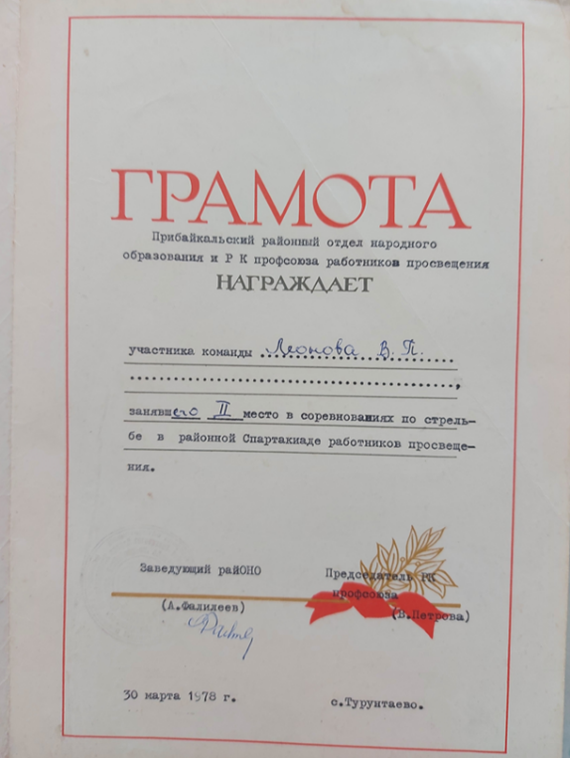 ГРАМОТА
Прибайкальский районный отдел народного
образования и Р К профсоюза работников просвещения
НАГРАЖДАЕТ
участника команды Леонова В. П.
занявшего II место в соревнованиях по стрель-
бе в районной Спартакиаде работников просвеще-
ния.
Заведующий райОНО
(А.Фалилеев)
Председатель РК
профсоюза
(В.Петрова)
30 марта 1978 г.
с.Турунтаево.